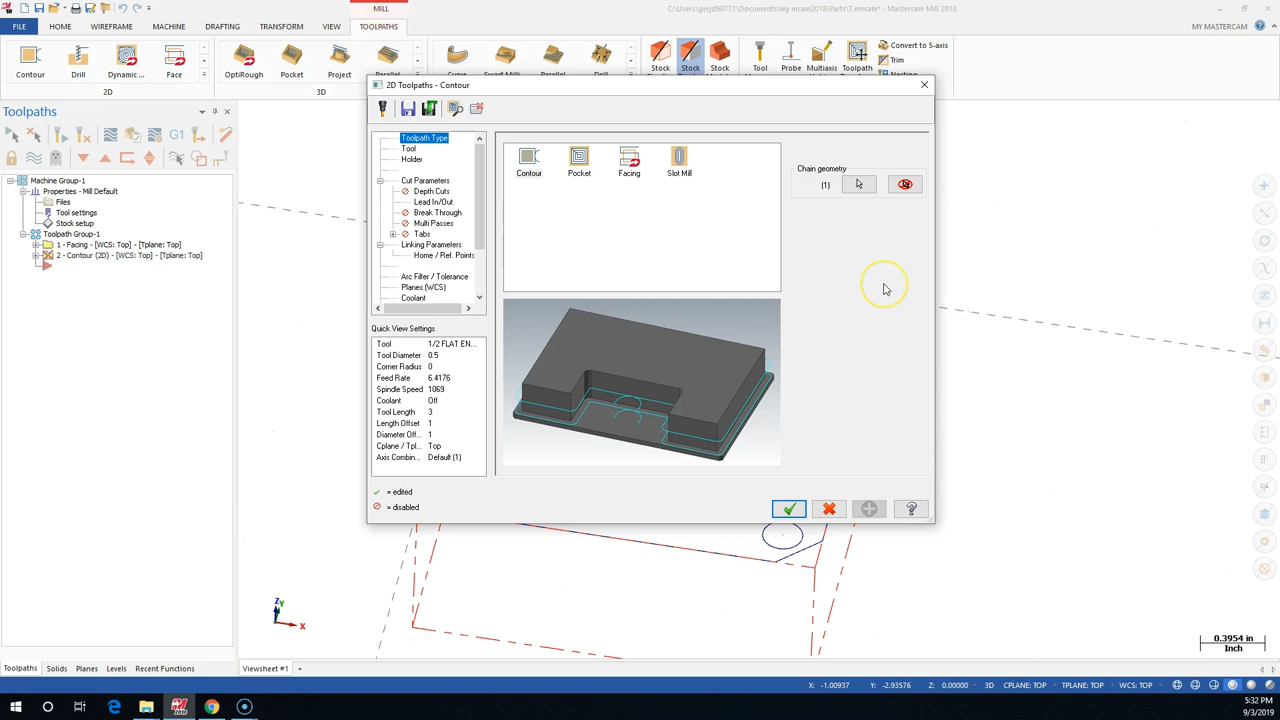 MILL
C:\Users\gerjd90771\Documents\my mcam2018\Parts\T.emcam* - Mastercam Mill 2018
FILE HOME WIREFRAME MACHINE DRAFTING TRANSFORM VIEW TOOLPATHS MY MASTERCAM
Contour Drill Dynamic ... Face OptiRough Pocket Project Parallel Tool Probe Multiaxis Toolpath
Convert to 5-axis
Trim
2D 3D
2D Toolpaths - Contour
Toolpaths
Machine Group-1
Properties - Mill Default
Files
Tool settings
Stock setup
Toolpath Group-1
1 - Facing - [WCS: Top] - [Tplane: Top]
2 - Contour (2D) - [WCS: Top] - [Tplane: Top]
Toolpath Type
Tool
Holder
Cut Parameters
Depth Cuts
Lead In/Out
Break Through
Multi Passes
Tabs
Linking Parameters
Home / Ref. Points
Arc Filter / Tolerance
Planes (WCS)
Coolant
Contour Pocket Facing Slot Mill
Chain geometry
(1)
Quick View Settings
Tool 1/2 FLAT EN...
Tool Diameter 0.5
Corner Radius 0
Feed Rate 6.4176
Spindle Speed 1069
Coolant Off
Tool Length 3
Length Offset 1
Diameter Off... 1
Cplane / Tpl... Top
Axis Combin... Default (1)
= edited
= disabled
Z Y X
0.3954 in
Inch
Toolpaths Solids Planes Levels Recent Functions Viewsheet #1 +
X: -1.00937 Y: -2.93576 Z: 0.00000 3D CPLANE: TOP TPLANE: TOP WCS: TOP
5:32 PM
9/3/2019